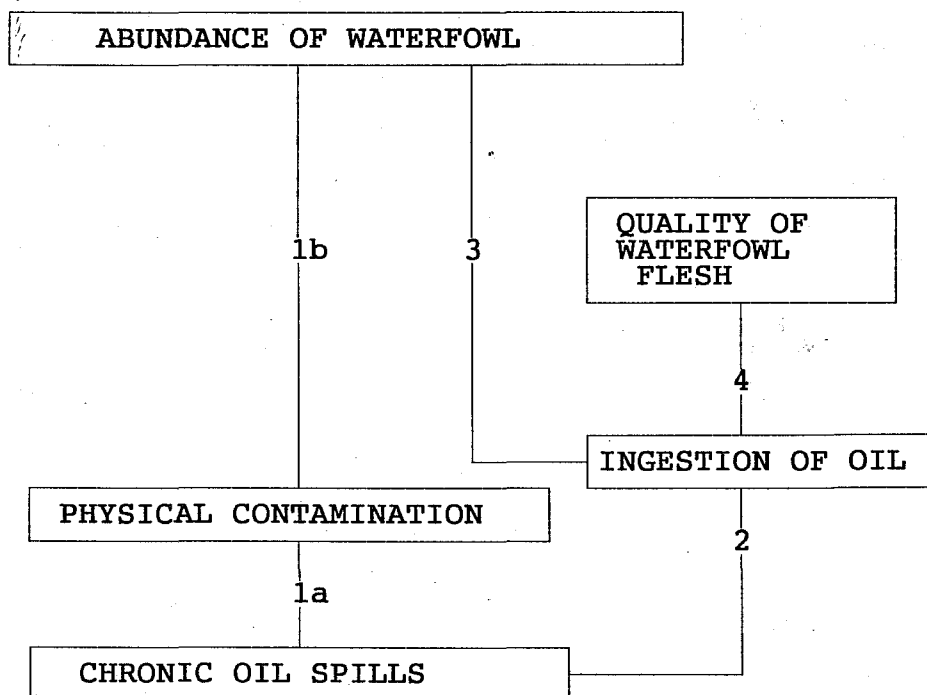 ABUNDANCE OF WATERFOWL
QUALITY OF
WATERFOWL
FLESH
1b
3
4
INGESTION OF OIL
PHYSICAL CONTAMINATION
2
1a
CHRONIC OIL SPILLS